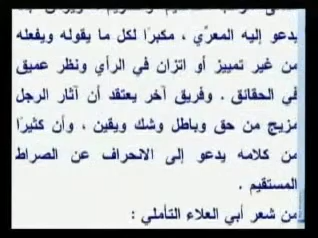 يدعو إليه المعرّي ، مكبرًا لكل ما يقوله ويفعله
من غير تمييز أو اتزان في الرأي ونظر عميق
في الحقائق . وفريق آخر يعتقد أن آثار الرجل
مزيج من حق وباطل وشك ويقين ، وأن كثيرًا
من كلامه يدعو إلى الانحراف عن الصراط
المستقيم .
من شعر أبي العلاء التأملي :